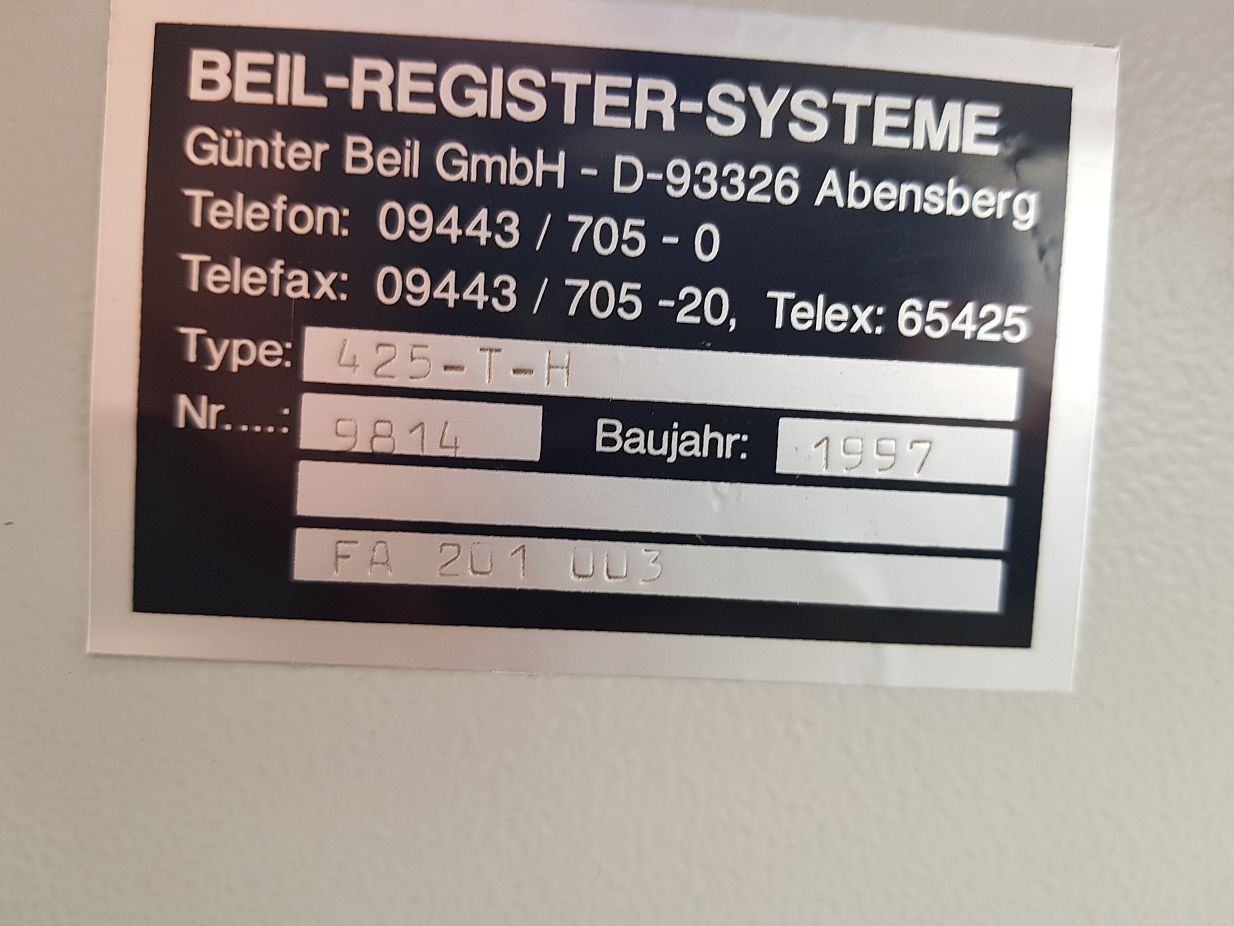 BEIL-REGISTER-SYSTEME
Günter Beil GmbH - D-93326 Abensberg
Telefon: 09443 / 705 - 0
Telefax: 09443 / 705 -20, Telex: 65425
Type: 425-T-H
Nr....: 9814 Baujahr: 1997
FA 201 003